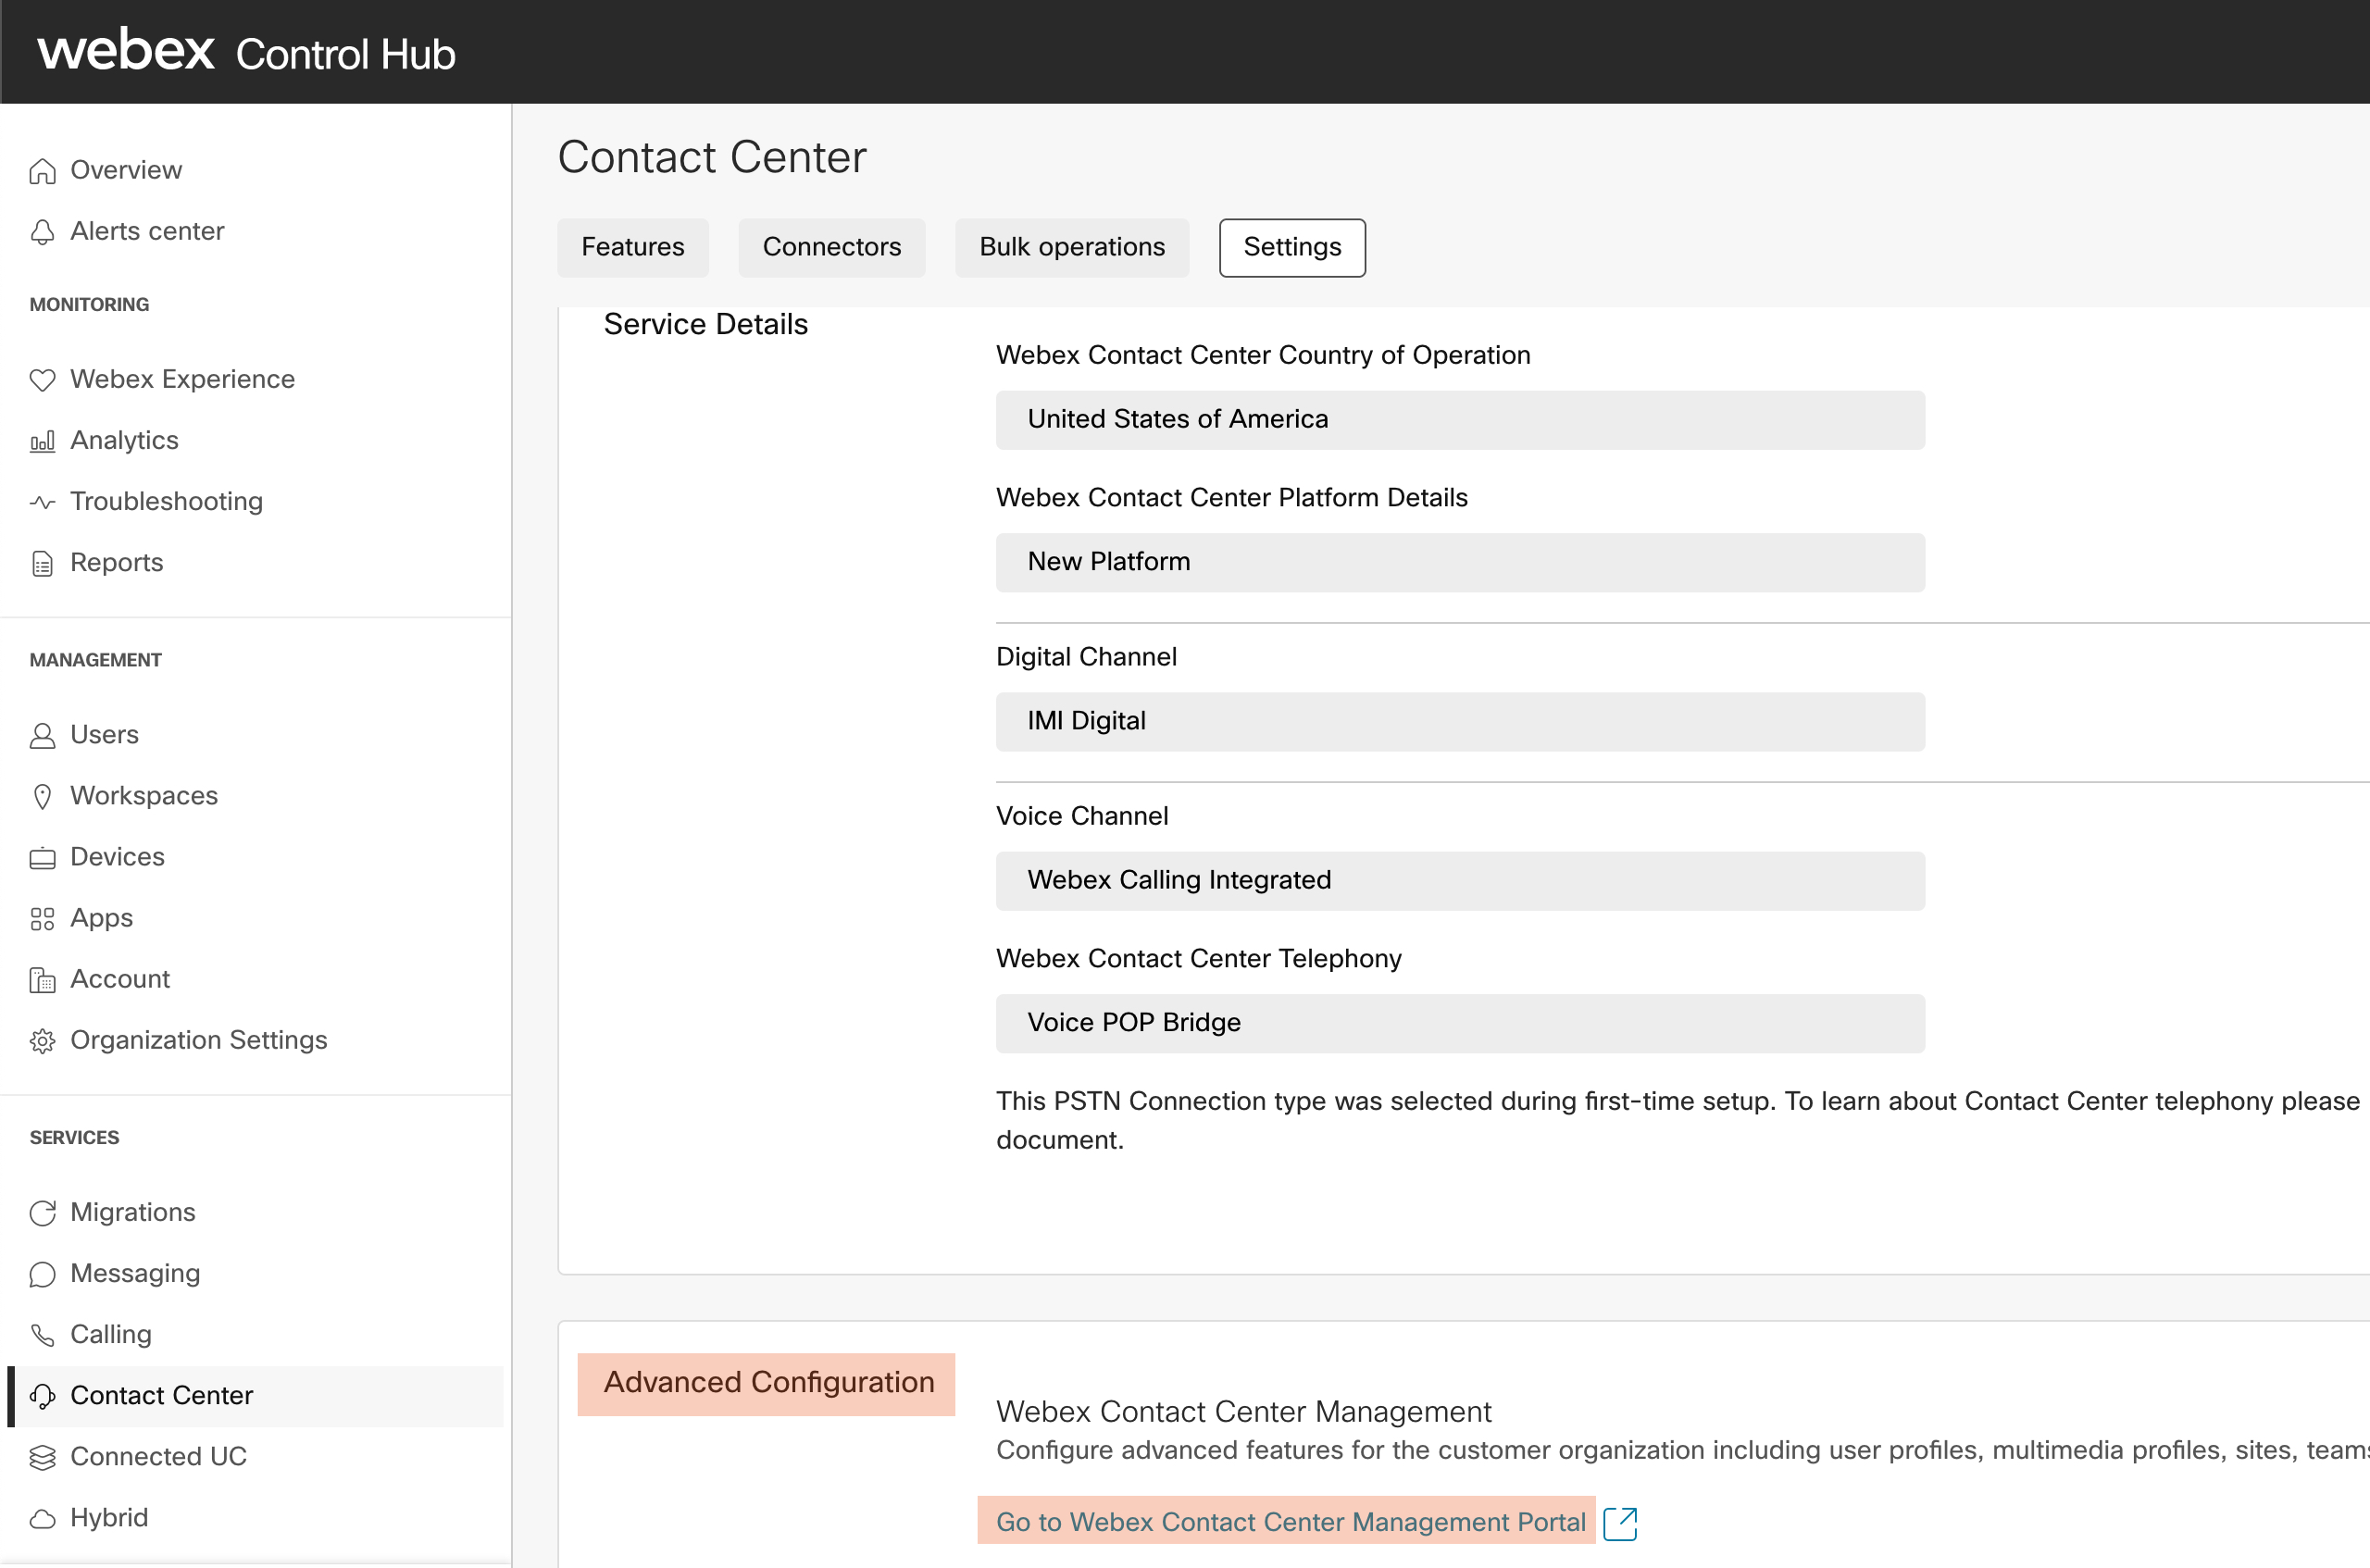 webex Control Hub
Overview
Alerts center
MONITORING
Webex Experience
Analytics
Troubleshooting
Reports
MANAGEMENT
Users
Workspaces
Devices
Apps
Account
Organization Settings
SERVICES
Migrations
Messaging
Calling
Contact Center
Connected UC
Hybrid
Contact Center
Features
Connectors
Bulk operations
Settings
Service Details
Webex Contact Center Country of Operation
United States of America
Webex Contact Center Platform Details
New Platform
Digital Channel
IMI Digital
Voice Channel
Webex Calling Integrated
Webex Contact Center Telephony
Voice POP Bridge
This PSTN Connection type was selected during first-time setup. To learn about Contact Center telephony please
document.
Advanced Configuration
Webex Contact Center Management
Configure advanced features for the customer organization including user profiles, multimedia profiles, sites, teams
Go to Webex Contact Center Management Portal